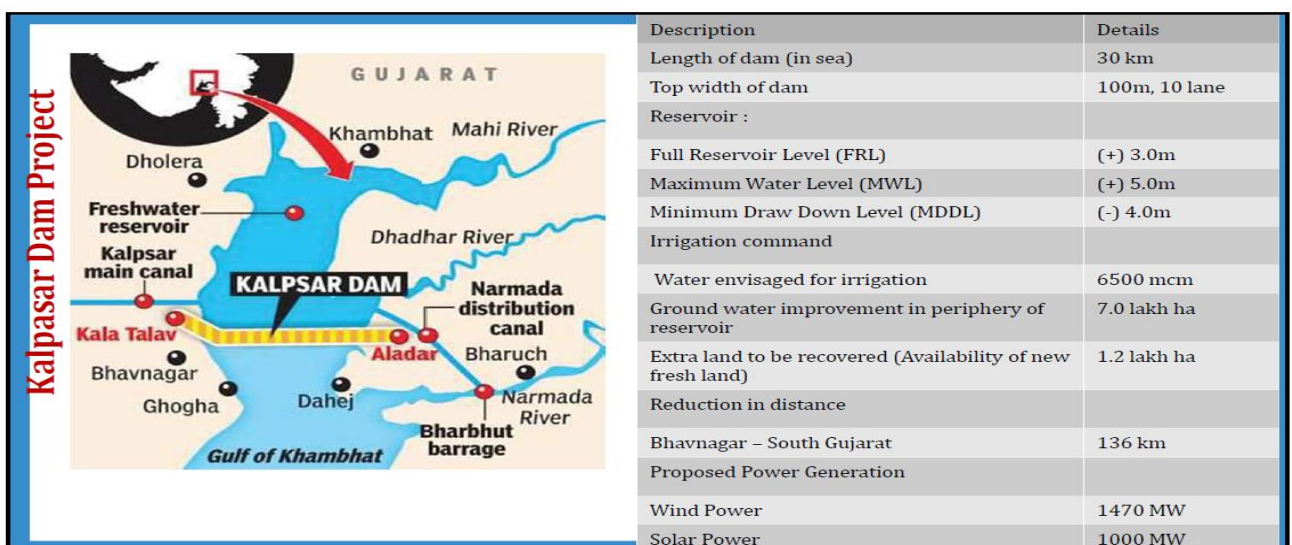 Kalpasar Dam Project
GUJARAT
Khambhat
Mahi River
Dholera
Freshwater
reservoir
Dhadhar River
Kalpsar
main canal
KALPSAR DAM
Narmada
distribution
canal
Kala Talav
Aladar
Bharuch
Bhavnagar
Ghogha
Dahej
Narmada
River
Bharbhut
barrage
Gulf of Khambhat
Description Details
Length of dam (in sea) 30 km
Top width of dam 100m, 10 lane
Reservoir :
Full Reservoir Level (FRL) (+) 3.0m
Maximum Water Level (MWL) (+) 5.0m
Minimum Draw Down Level (MDDL) (-) 4.0m
Irrigation command
Water envisaged for irrigation 6500 mcm
Ground water improvement in periphery of 7.0 lakh ha
reservoir
Extra land to be recovered (Availability of new 1.2 lakh ha
fresh land)
Reduction in distance
Bhavnagar – South Gujarat 136 km
Proposed Power Generation
Wind Power 1470 MW
Solar Power 1000 MW